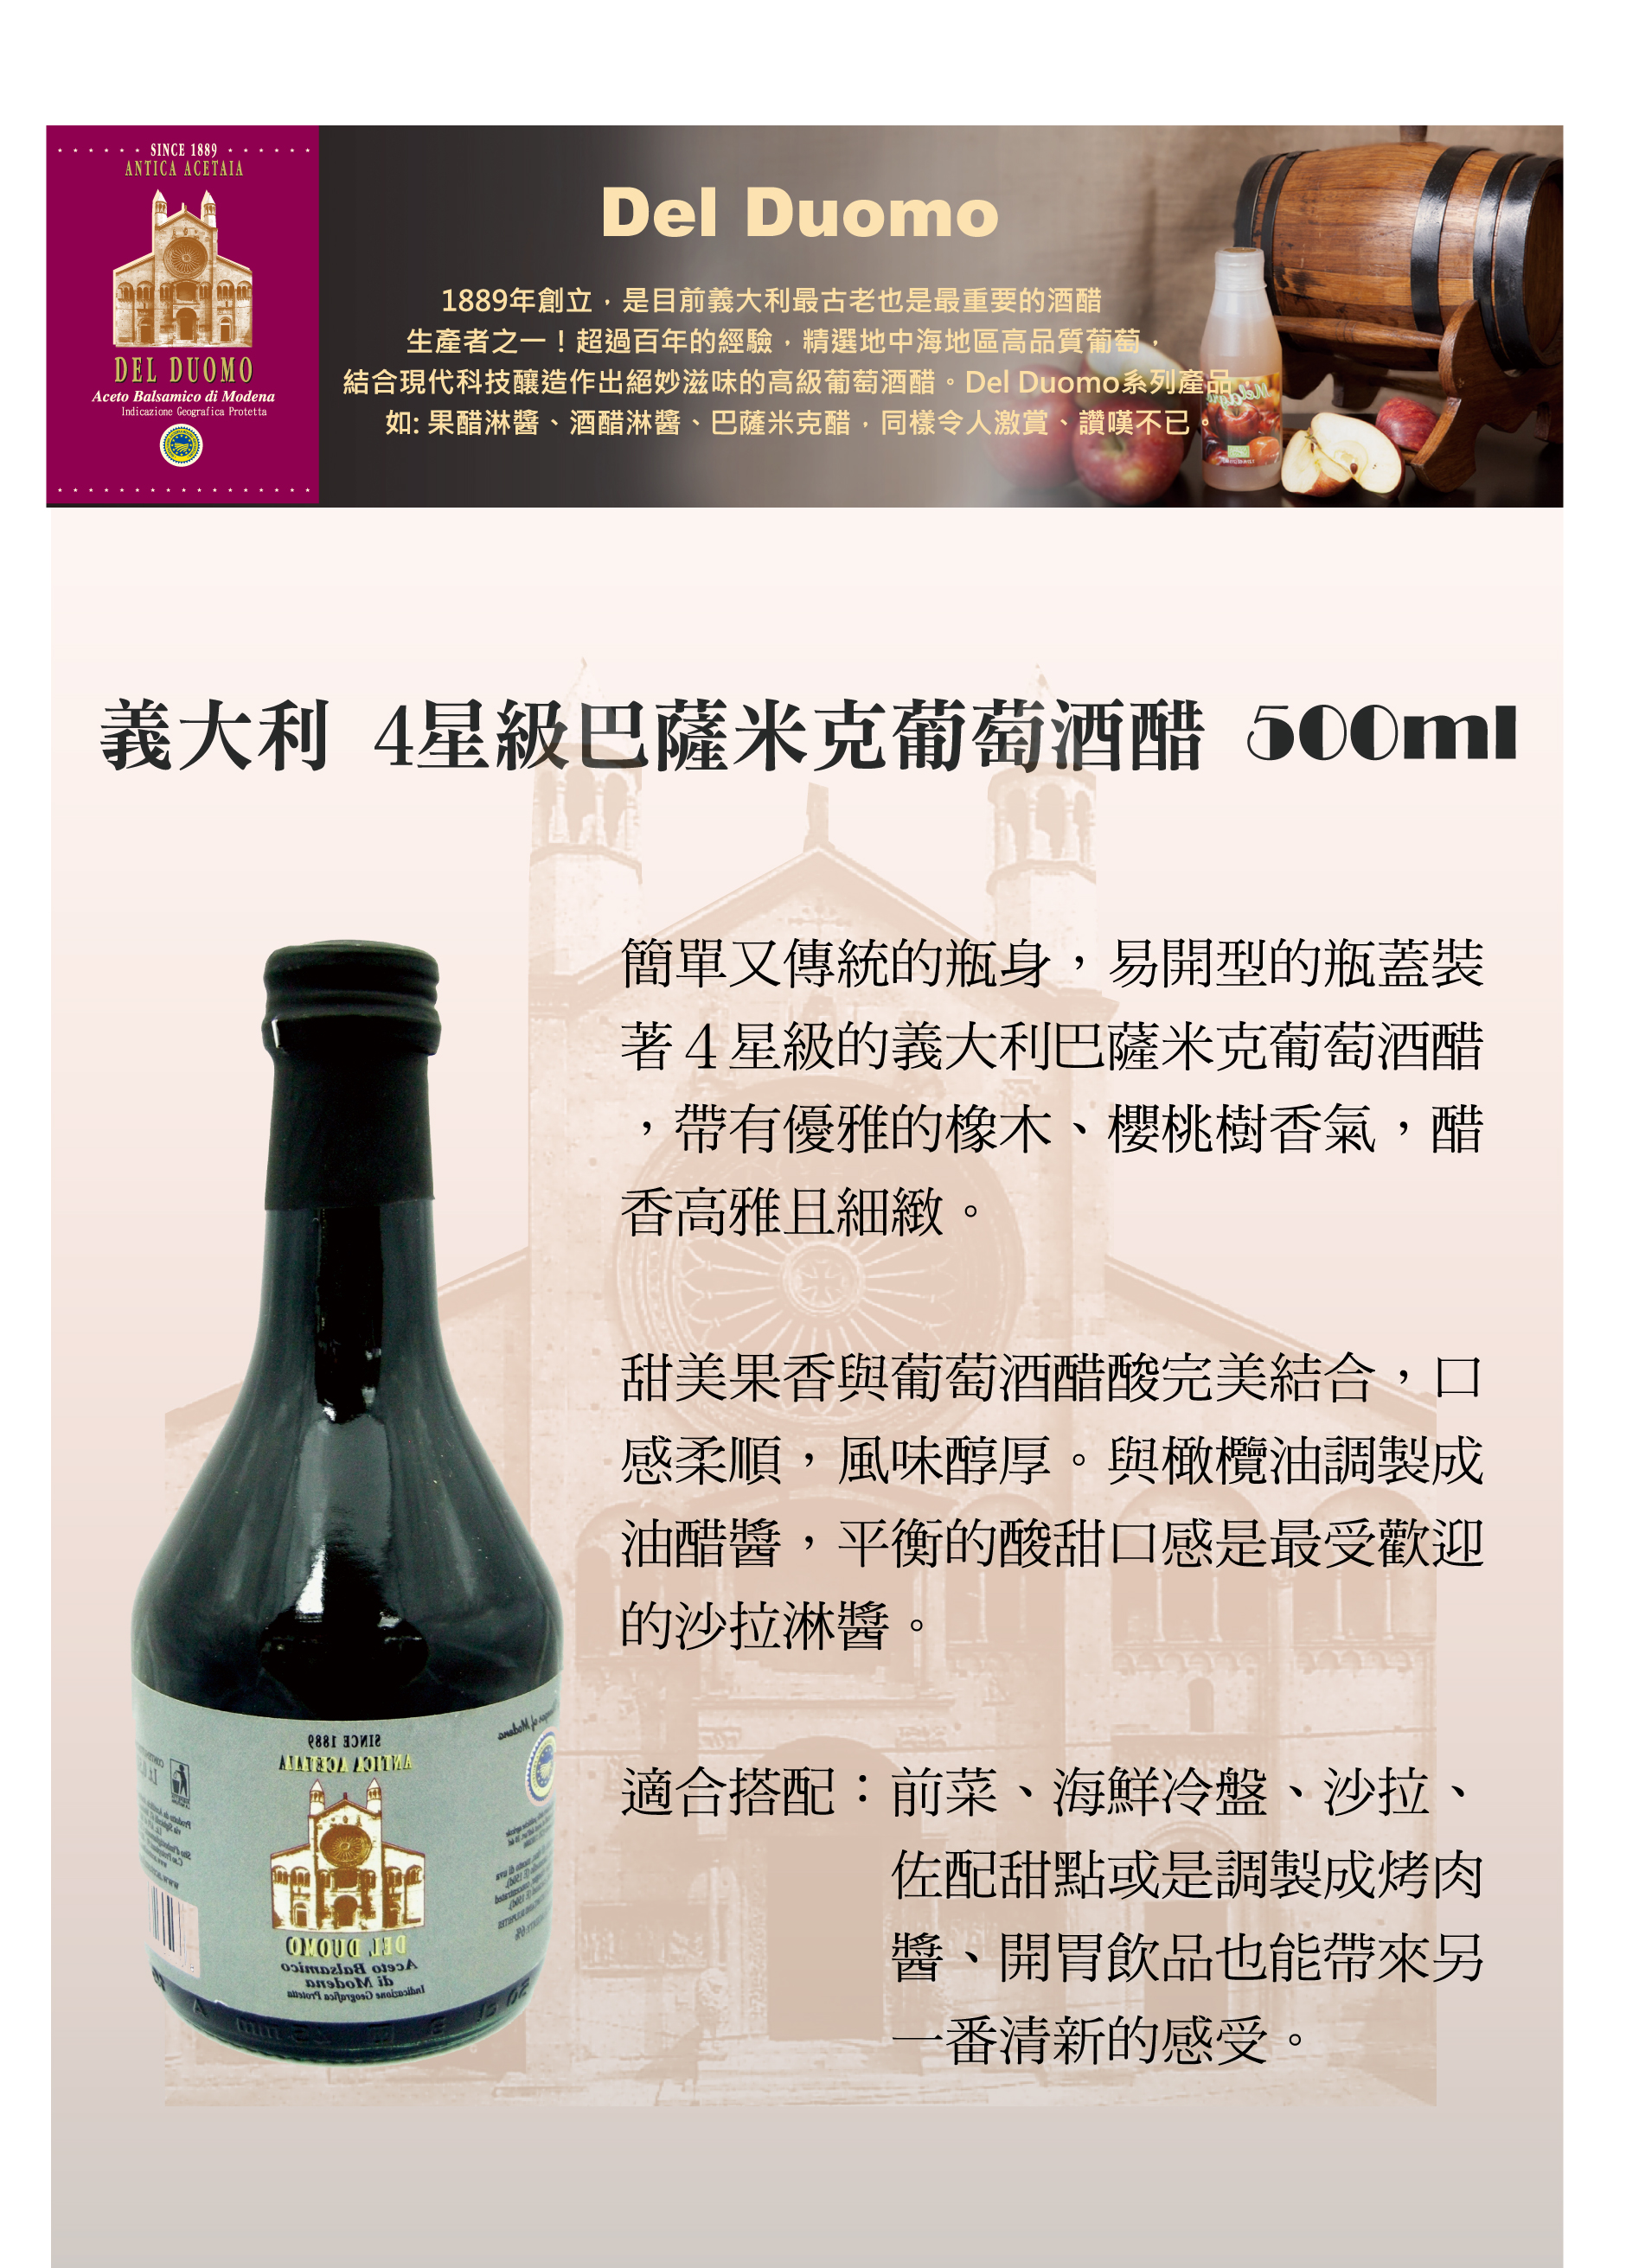 SINCE 1889
ANTICA ACETAIA
DEL DUOMO
Aceto Balsamico di Modena
Indicazione Geografica Protetta
Del Duomo
1889年創立，是目前義大利最古老也是最重要的酒醋
生產者之一！超過百年的經驗，精選地中海地區高品質葡萄，
結合現代科技釀造作出絕妙滋味的高級葡萄酒醋。Del Duomo系列產品，
如: 果醋淋醬、酒醋淋醬、巴薩米克醋，同樣令人激賞、讚嘆不已。
義大利 4星級巴薩米克葡萄酒醋 500ml
簡單又傳統的瓶身，易開型的瓶蓋裝
著４星級的義大利巴薩米克葡萄酒醋
，帶有優雅的橡木、櫻桃樹香氣，醋
香高雅且細緻。
甜美果香與葡萄酒醋酸完美結合，口
感柔順，風味醇厚。與橄欖油調製成
油醋醬，平衡的酸甜口感是最受歡迎
的沙拉淋醬。
適合搭配：前菜、海鮮冷盤、沙拉、
佐配甜點或是調製成烤肉
醬、開胃飲品也能帶來另
一番清新的感受。
SINCE 1889
ANTICA ACETAIA
DEL DUOMO
Aceto Balsamico
di Modena
Indicazione Geografica Protetta